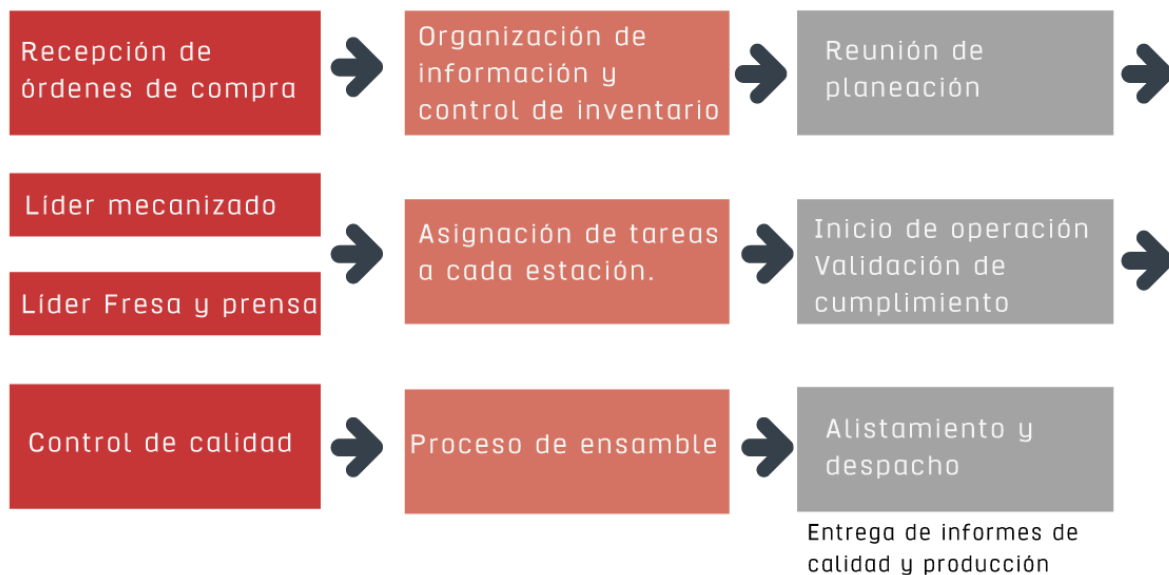 Recepción de
órdenes de compra
Organización de
información y
control de inventario
Reunión de
planeación
Líder mecanizado
Líder Fresa y prensa
Asignación de tareas
a cada estación.
Inicio de operación
Validación de
cumplimiento
Control de calidad
Proceso de ensamble
Alistamiento y
despacho
Entrega de informes de
calidad y producción